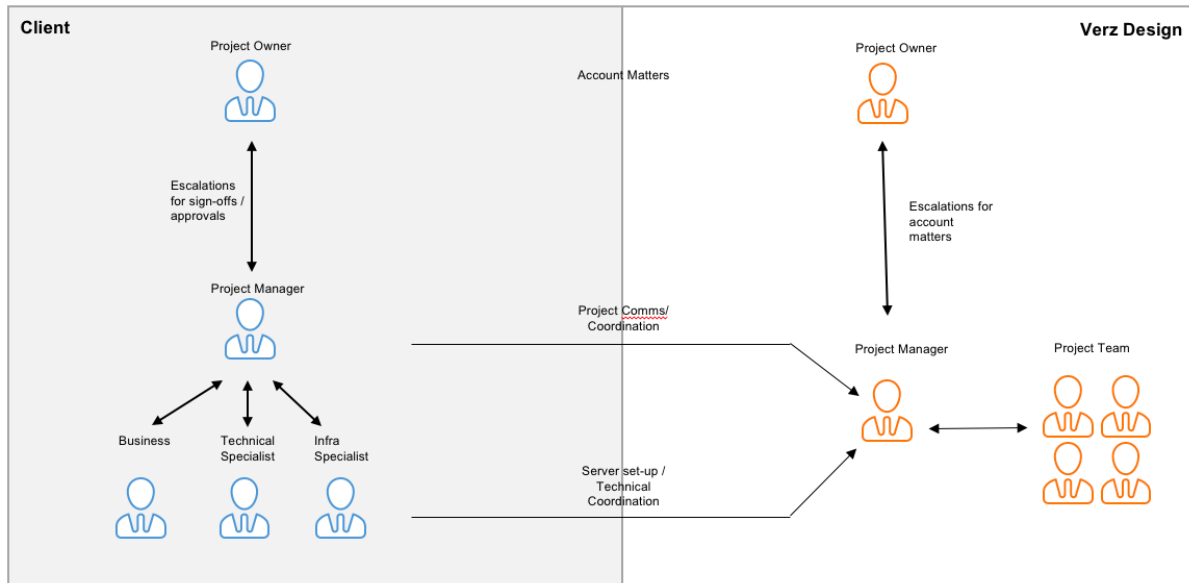 Client
Verz Design
Project Owner
Project Owner
Account Matters
Escalations
for sign-offs /
approvals
Escalations for
account
matters
Project Manager
Project Comms/
Coordination
Project Manager
Project Team
Business
Technical
Specialist
Infra
Specialist
Server set-up /
Technical
Coordination